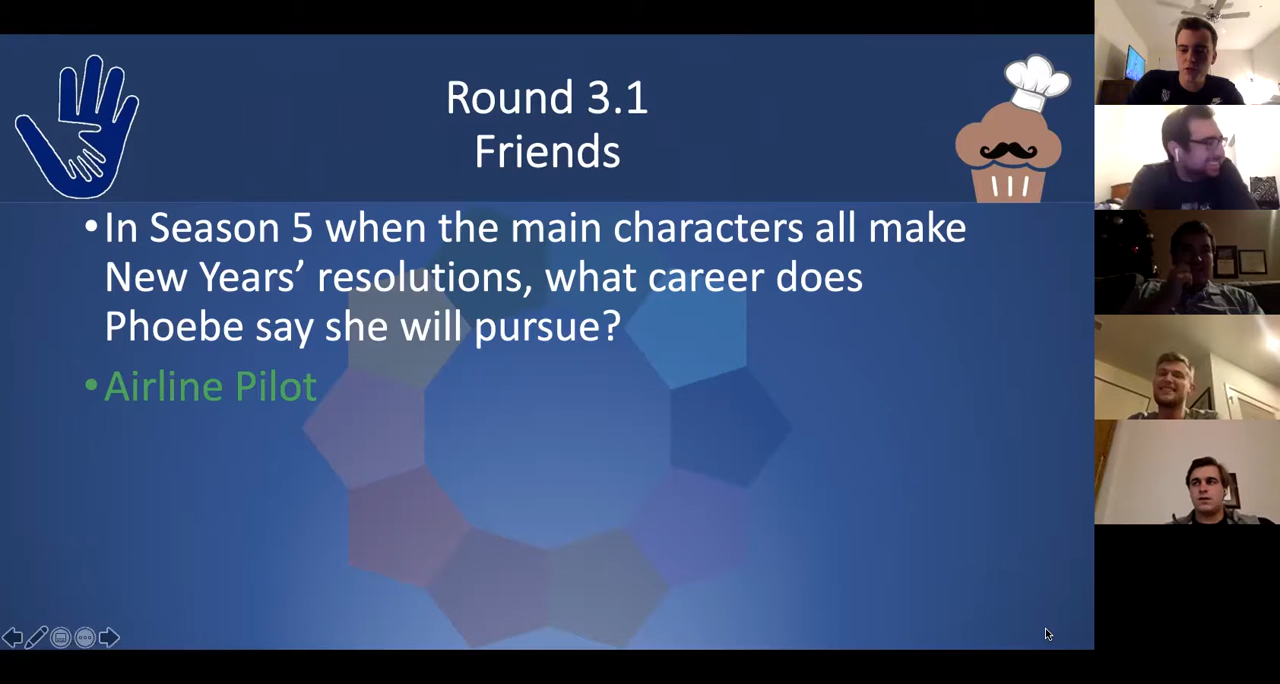 Round 3.1
Friends
•In Season 5 when the main characters all make
New Years’ resolutions, what career does
Phoebe say she will pursue?
•Airline Pilot